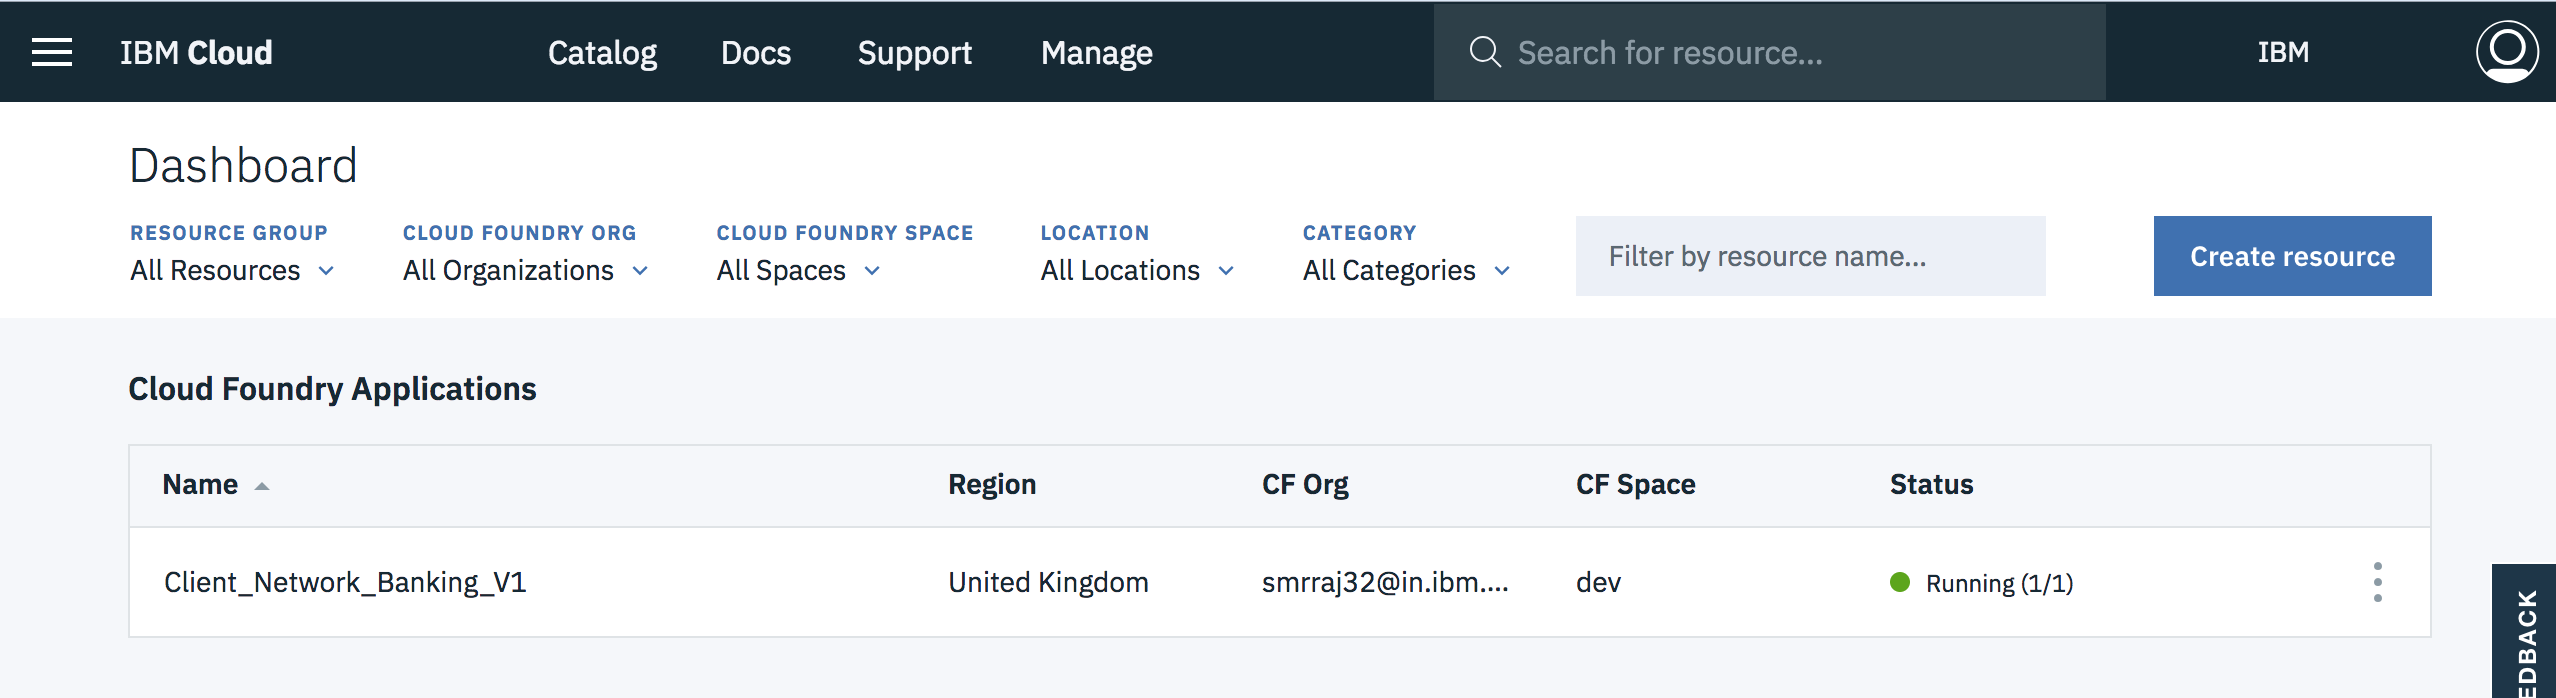 IBM Cloud Catalog Docs Support Manage Search for resource... IBM
Dashboard
RESOURCE GROUP CLOUD FOUNDRY ORG CLOUD FOUNDRY SPACE LOCATION CATEGORY
All Resources All Organizations All Spaces All Locations All Categories Filter by resource name... Create resource
Cloud Foundry Applications
Name Region CF Org CF Space Status
Client_Network_Banking_V1 United Kingdom smrraj32@in.ibm.... dev Running (1/1)
EDBACK